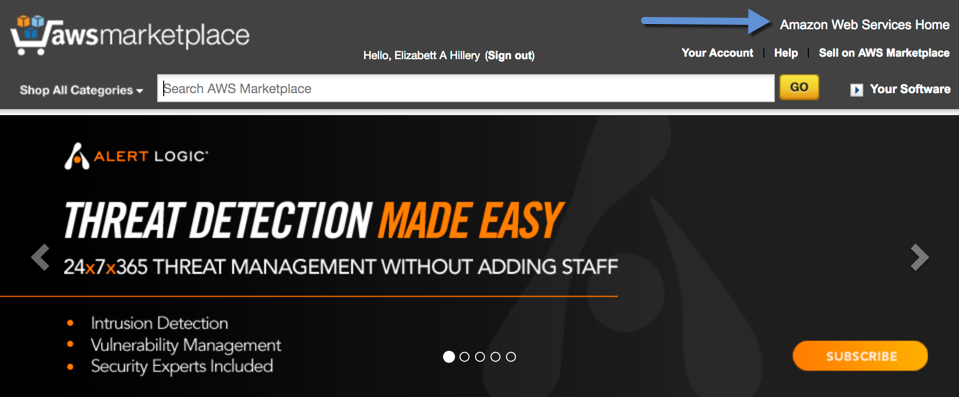 awsmarketplace
Amazon Web Services Home
Hello, Elizabett A Hillery (Sign out)
Your Account | Help | Sell on AWS Marketplace
Shop All Categories
Search AWS Marketplace
GO
Your Software
ALERT LOGIC®
THREAT DETECTION MADE EASY
24x7x365 THREAT MANAGEMENT WITHOUT ADDING STAFF
• Intrusion Detection
• Vulnerability Management
• Security Experts Included
SUBSCRIBE